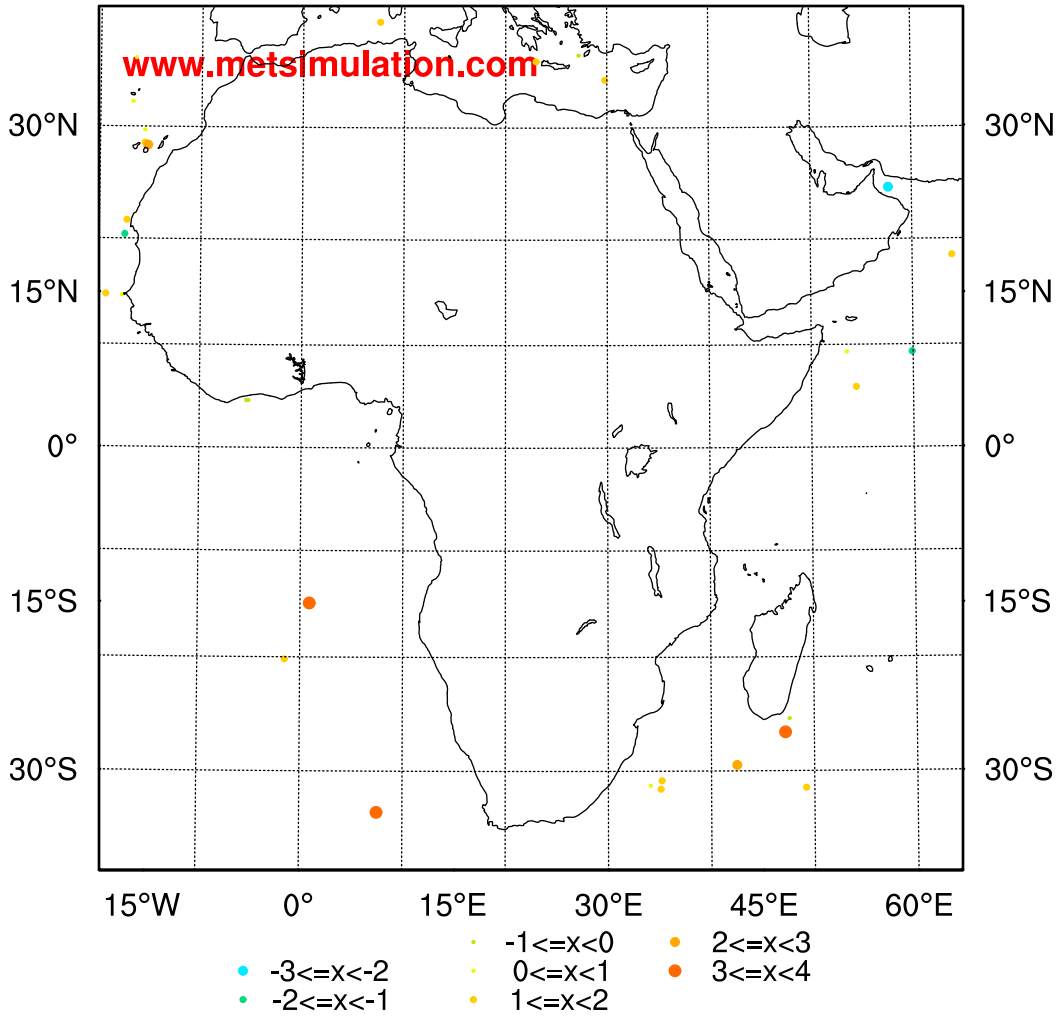 www.metsimulation.com
30°N 30°N
15°N 15°N
0° 0°
15°S 15°S
30°S 30°S
15°W 0° 15°E 30°E 45°E 60°E
-1<=x<0 2<=x<3
-3<=x<-2 0<=x<1 3<=x<4
-2<=x<-1 1<=x<2